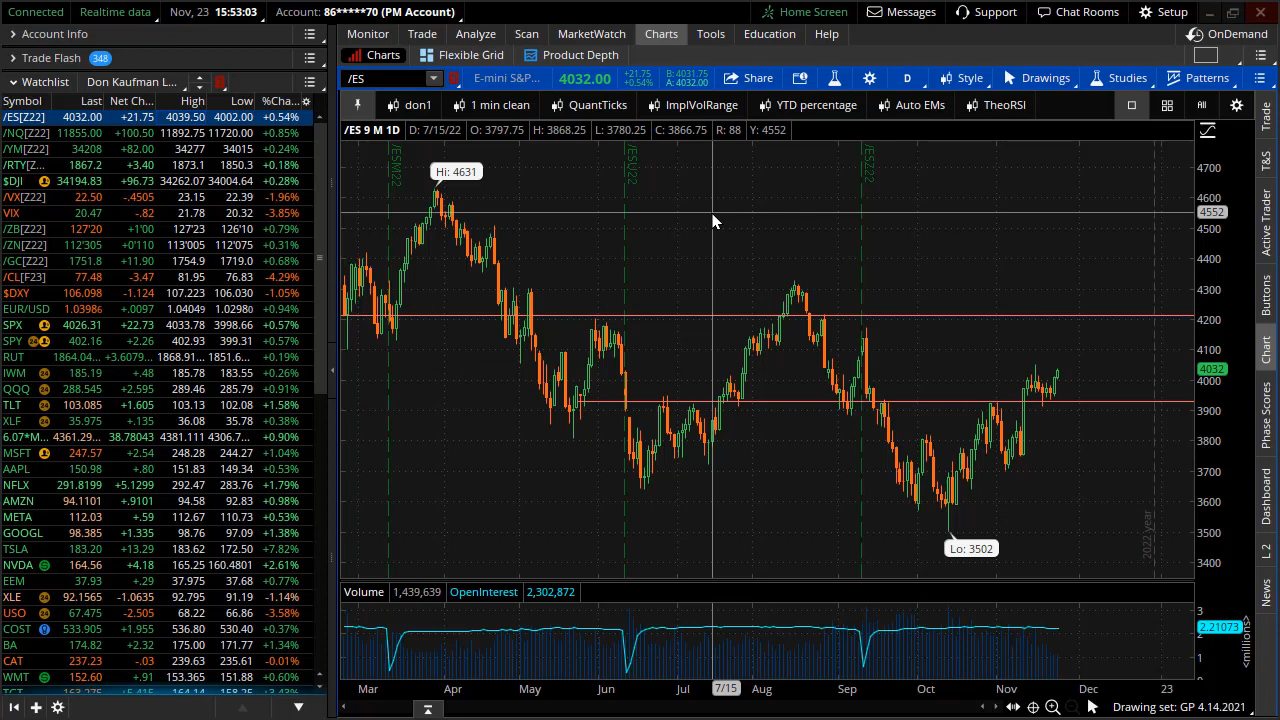 Connected Realtime data Nov, 23 15:53:03 Account: 86*****70 (PM Account) Home Screen Messages Support Chat Rooms Setup
Account Info
Monitor Trade Analyze Scan MarketWatch Charts Tools Education Help OnDemand
Trade Flash 348
Charts Flexible Grid Product Depth
Watchlist Don Kaufman L...
/ES E-mini S&P... 4032.00 +21.75 +0.54% B: 4031.75 A: 4032.00 Share D Style Drawings Studies Patterns
Symbol Last Net Ch... High Low %Cha...
don1 1 min clean QuantTicks ImplVolRange YTD percentage Auto EMs TheoRSI All
/ES[Z22] 4032.00 +21.75 4039.50 4002.00 +0.54%
/NQ[Z22] 11855.00 +100.50 11892.75 11720.00 +0.85%
/YM[Z22] 34208 +82.00 34277 34015 +0.24%
/RTY[Z... 1867.2 +3.40 1873.1 1850.3 +0.18%
$DJI 34194.83 +96.73 34262.07 34004.64 +0.28%
/VX[Z22] 22.50 -.4505 23.15 22.39 -1.96%
VIX 20.47 -.82 21.78 20.32 -3.85%
/ZB[Z22] 127'20 +1'00 127'23 126'10 +0.79%
/ZN[Z22] 112'305 +0'110 113'005 112'075 +0.31%
/GC[Z22] 1751.8 +11.90 1754.9 1719.0 +0.68%
/CL[F23] 77.48 -3.47 81.95 76.83 -4.29%
$DXY 106.098 -1.124 107.223 106.030 -1.05%
EUR/USD 1.03986 +.0097 1.04049 1.02980 +0.94%
SPX 4026.31 +22.73 4033.78 3998.66 +0.57%
SPY 24 402.16 +2.26 402.93 399.31 +0.57%
RUT 1864.04... +3.6079... 1868.91... 1851.6... +0.19%
IWM 24 185.19 +.48 185.78 183.55 +0.26%
QQQ 24 288.545 +2.595 289.46 285.79 +0.91%
TLT 24 103.085 +1.605 103.13 102.08 +1.58%
XLF 24 35.975 +.135 36.08 35.78 +0.38%
6.07*M... 4361.29... 38.78043 4381.111 4306.7... +0.90%
MSFT 247.57 +2.54 248.28 244.27 +1.04%
AAPL 150.98 +.80 151.83 149.34 +0.53%
NFLX 291.8199 +5.1299 292.47 283.76 +1.79%
AMZN 94.1101 +.9101 94.58 92.83 +0.98%
META 112.03 +.59 112.67 110.73 +0.53%
GOOGL 98.385 +1.335 98.76 97.09 +1.38%
TSLA 183.20 +13.29 183.62 172.50 +7.82%
NVDA 164.56 +4.18 165.25 160.4801 +2.61%
EEM 37.93 +.29 37.98 37.68 +0.77%
XLE 24 92.1565 -1.0635 92.795 91.19 -1.14%
USO 24 67.475 -2.505 68.22 66.86 -3.58%
COST 533.905 +1.955 536.80 530.40 +0.37%
BA 174.82 +2.32 175.00 171.77 +1.34%
CAT 237.23 -.03 239.63 235.61 -0.01%
WMT 152.60 +.91 153.365 151.88 +0.60%
/ES 9 M 1D D: 7/15/22 O: 3797.75 H: 3868.25 L: 3780.25 C: 3866.75 R: 88 Y: 4552
/ESM22 /ESU22 /ESZ22
Hi: 4631
Lo: 3502
2022 year
4700
4600
4552
4500
4400
4300
4200
4100
4032
4000
3900
3800
3700
3600
3500
3400
Volume 1,439,639 OpenInterest 2,302,872
3
2.21073
2
1
<millions>
Mar Apr May Jun Jul 7/15 Aug Sep Oct Nov Dec 23
Drawing set: GP 4.14.2021
Trade
T&S
Active Trader
Buttons
Chart
Phase Scores
Dashboard
L 2
News